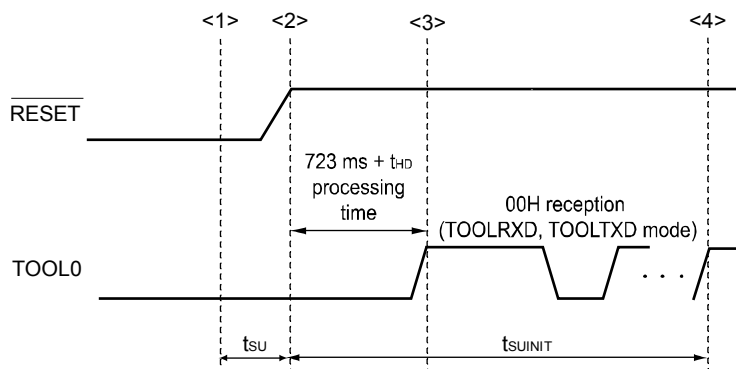 <1> <2> <3> <4>
RESET
723 ms + tHD
processing
time
00H reception
(TOOLRXD, TOOLTXD mode)
TOOL0
. . .
tSU
tSUINIT